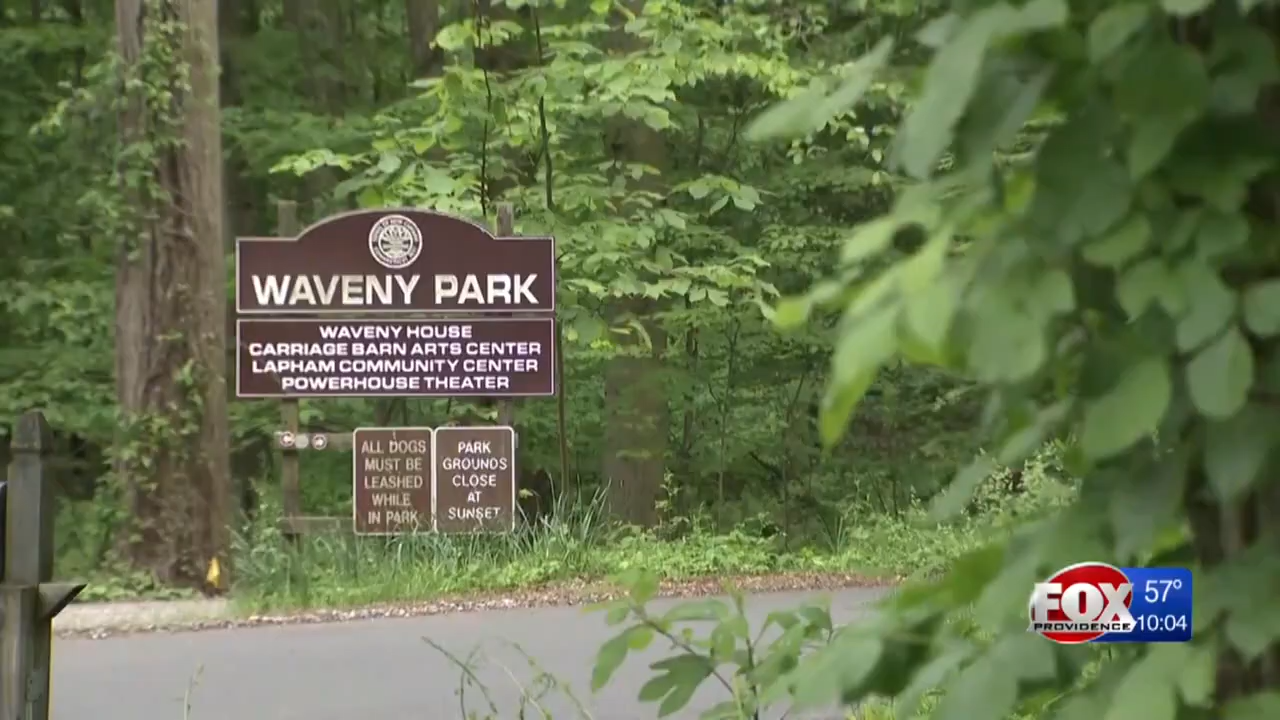 WAVENY PARK
WAVENY HOUSE
CARRIAGE BARN ARTS CENTER
LAPHAM COMMUNITY CENTER
POWERHOUSE THEATER
ALL DOGS
MUST BE
LEASHED
WHILE
IN PARK
PARK
GROUNDS
CLOSE
AT
SUNSET
FOX
PROVIDENCE
57°
10:04